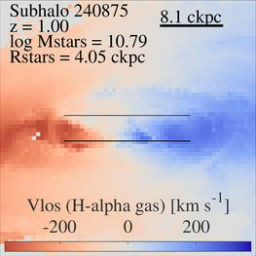 Subhalo 240875
8.1 ckpc
z = 1.00
log Mstars = 10.79
Rstars = 4.05 ckpc
Vlos (H-alpha gas) [km s⁻¹]
-200 0 200